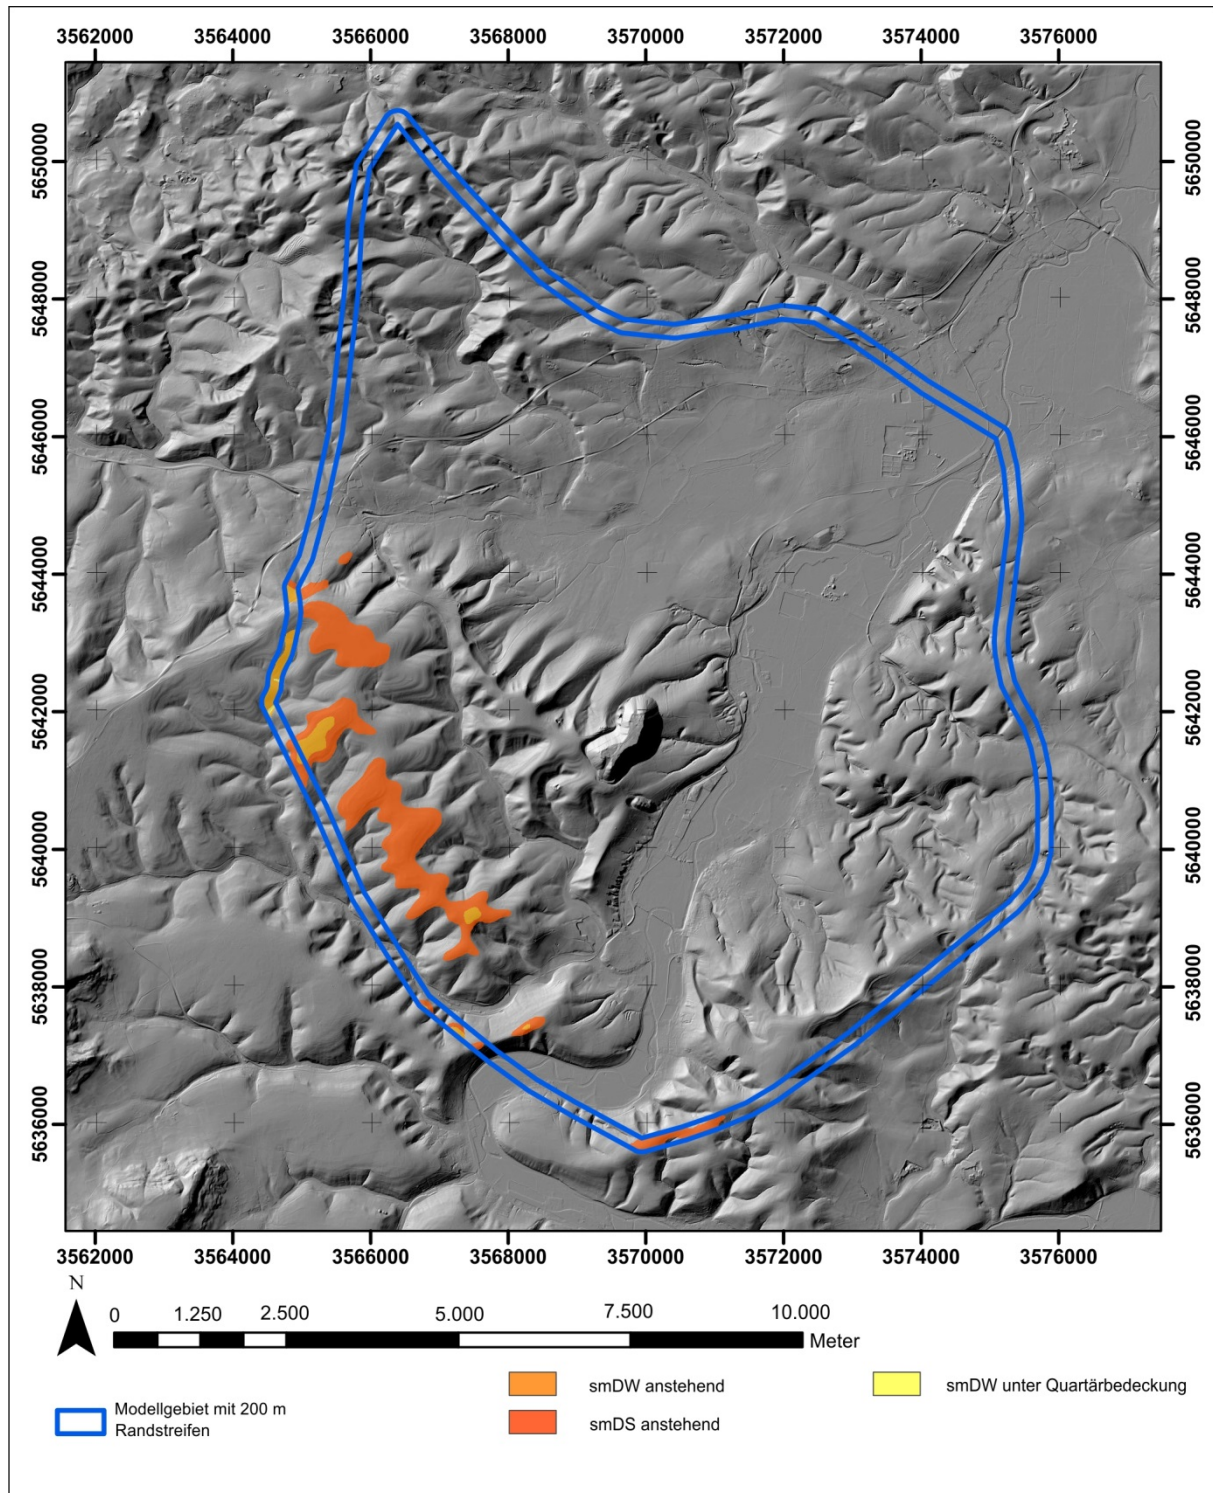 3562000 3564000 3566000 3568000 3570000 3572000 3574000 3576000
5650000 5650000
5648000 5648000
5646000 5646000
5644000 5644000
5642000 5642000
5640000 5640000
5638000 5638000
5636000 5636000
3562000 3564000 3566000 3568000 3570000 3572000 3574000 3576000
N
0 1.250 2.500 5.000 7.500 10.000
Meter
smDW anstehend
smDW unter Quartärbedeckung
Modellgebiet mit 200 m
Randstreifen
smDS anstehend